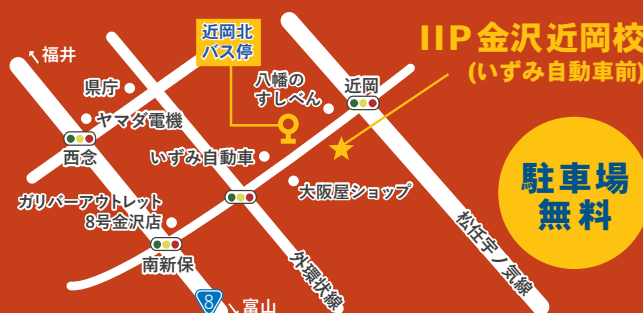 近岡北
バス停
IIP金沢近岡校
(いずみ自動車前)
↖福井
県庁
八幡の
すしべん
近岡
ヤマダ電機
西念
いずみ自動車
大阪屋ショップ
駐車場
無料
ガリバーアウトレット
8号金沢店
南新保
外環状線
松任宇ノ気線
8
↘富山